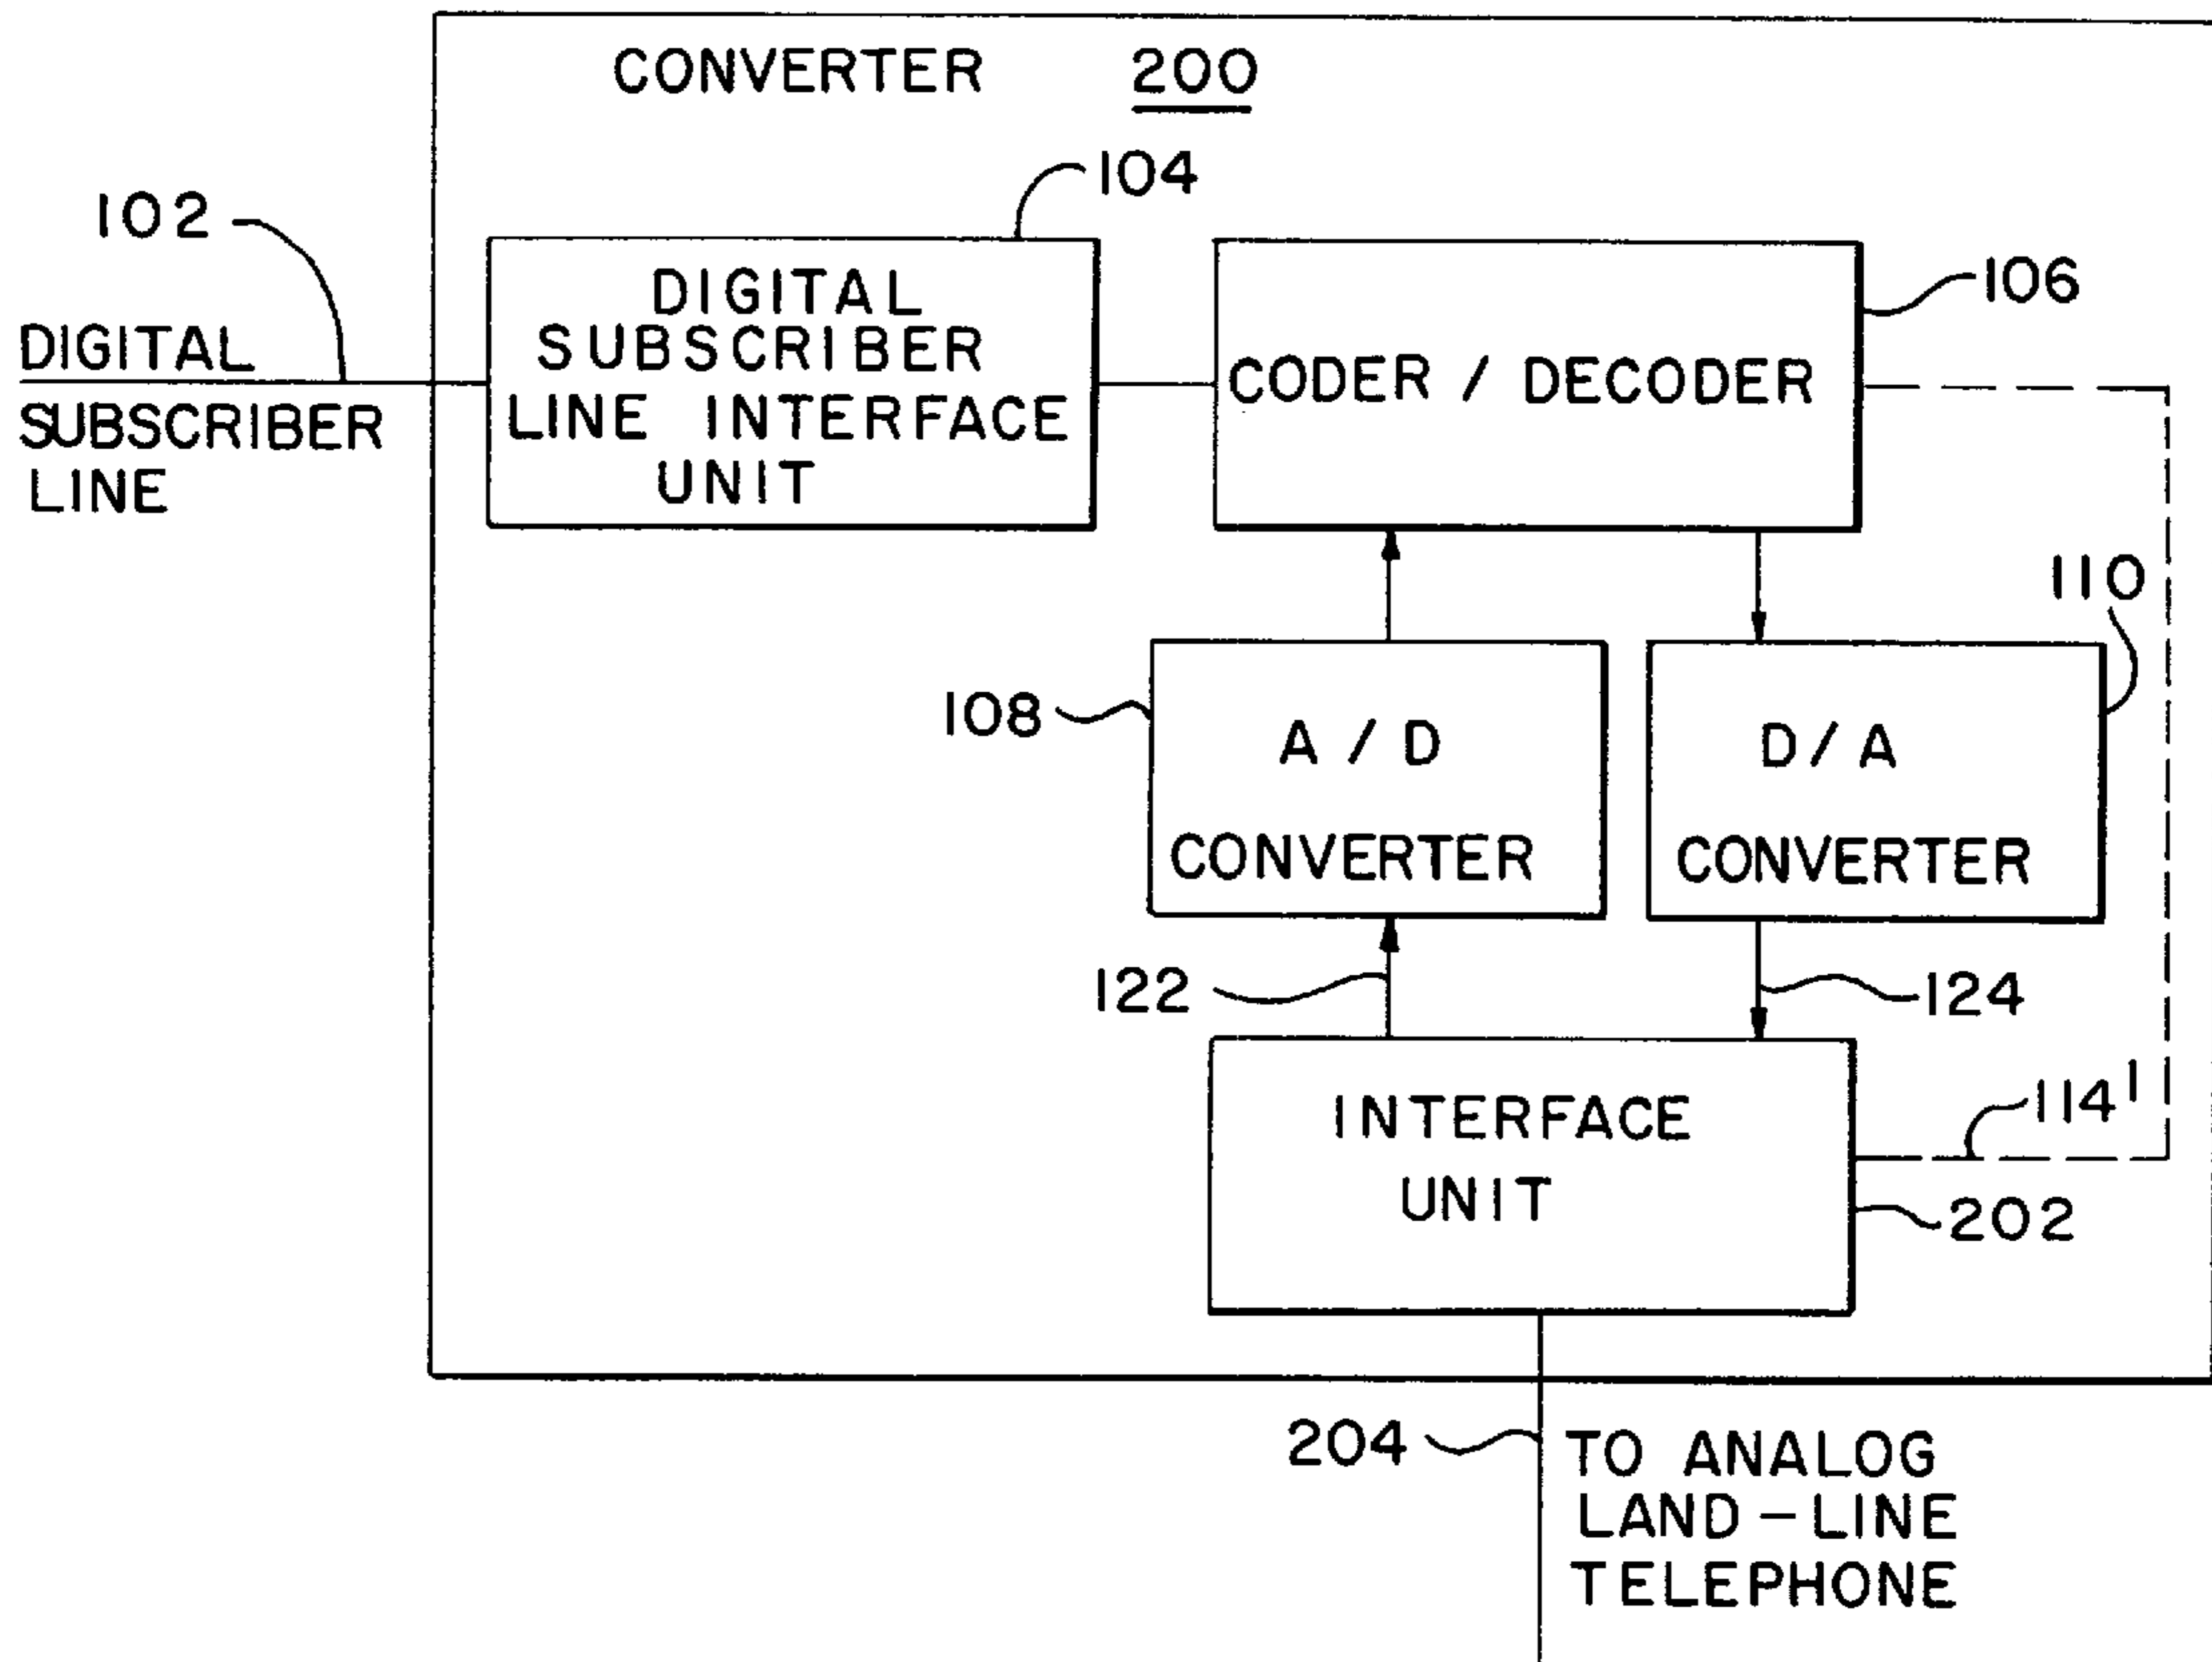 CONVERTER 200
104
102
106
DIGITAL
SUBSCRIBER
LINE
DIGITAL
SUBSCRIBER
LINE INTERFACE
UNIT
CODER / DECODER
110
108
A / D
CONVERTER
D / A
CONVERTER
122
124
114'
INTERFACE
UNIT
202
204
TO ANALOG
LAND-LINE
TELEPHONE